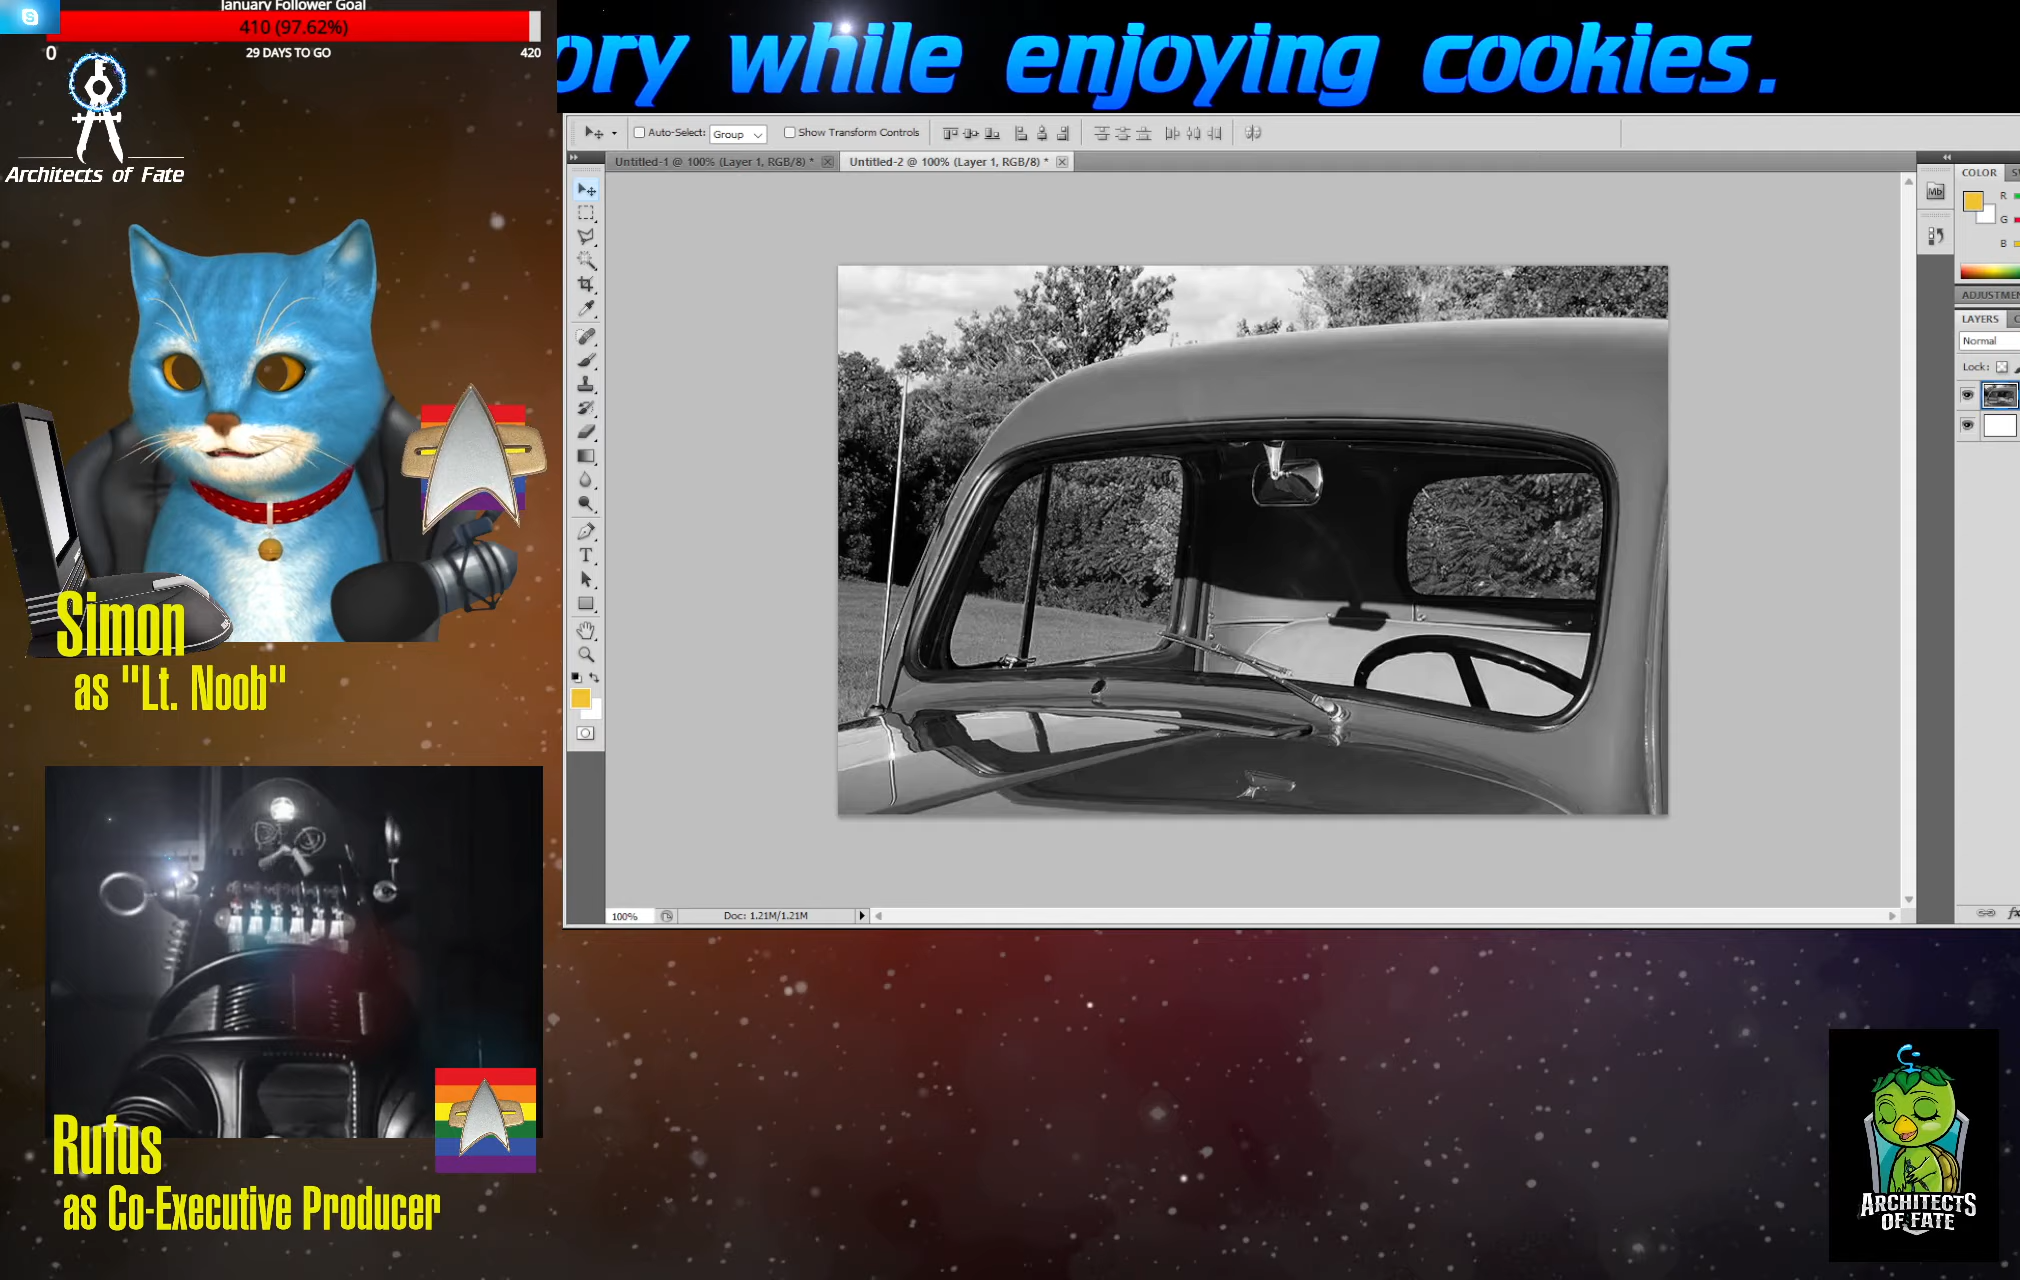 January Follower Goal
410 (97.62%)
0
29 DAYS TO GO
420
Architects of Fate
ory while enjoying cookies.
Auto-Select:
Group
Show Transform Controls
Untitled-1 @ 100% (Layer 1, RGB/8) *
Untitled-2 @ 100% (Layer 1, RGB/8) *
Mb
COLOR
R
G
B
ADJUSTMEN
LAYERS
Normal
Lock:
fx
T
100%
Doc: 1.21M/1.21M
Simon
as "Lt. Noob"
Rufus
as Co-Executive Producer
ARCHITECTS
OF FATE